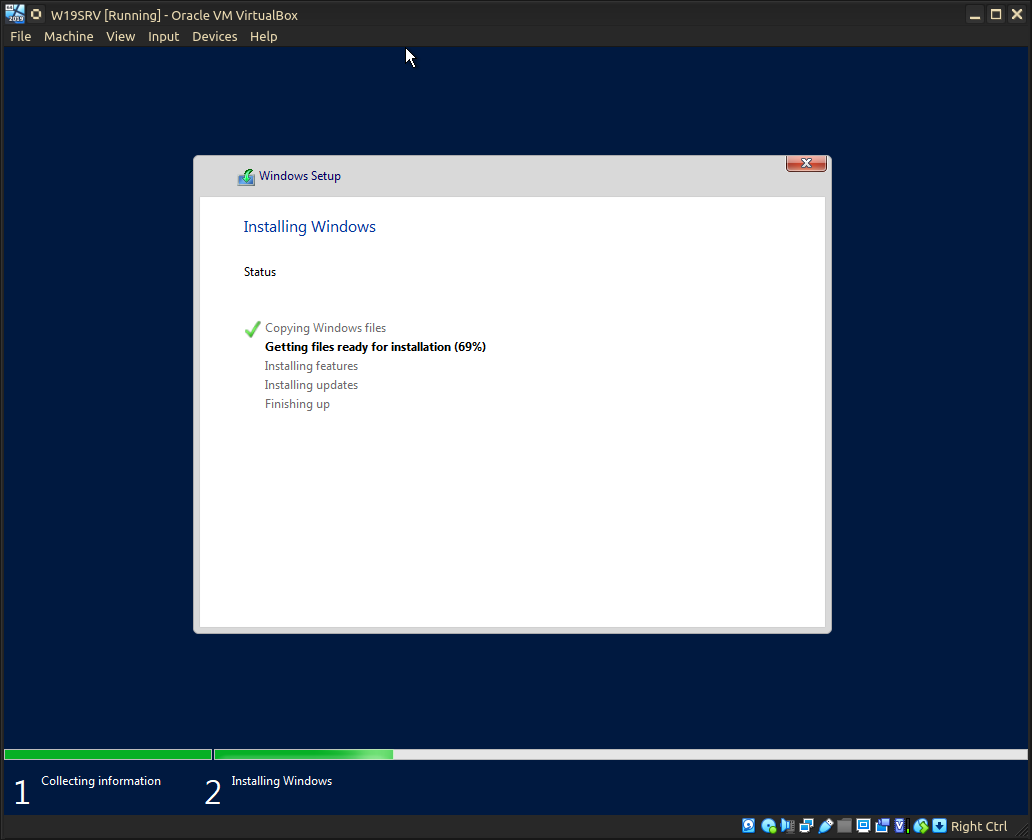 W19SRV [Running] - Oracle VM VirtualBox
File Machine View Input Devices Help
Windows Setup
Installing Windows
Status
Copying Windows files
Getting files ready for installation (69%)
Installing features
Installing updates
Finishing up
1 Collecting information 2 Installing Windows
Right Ctrl